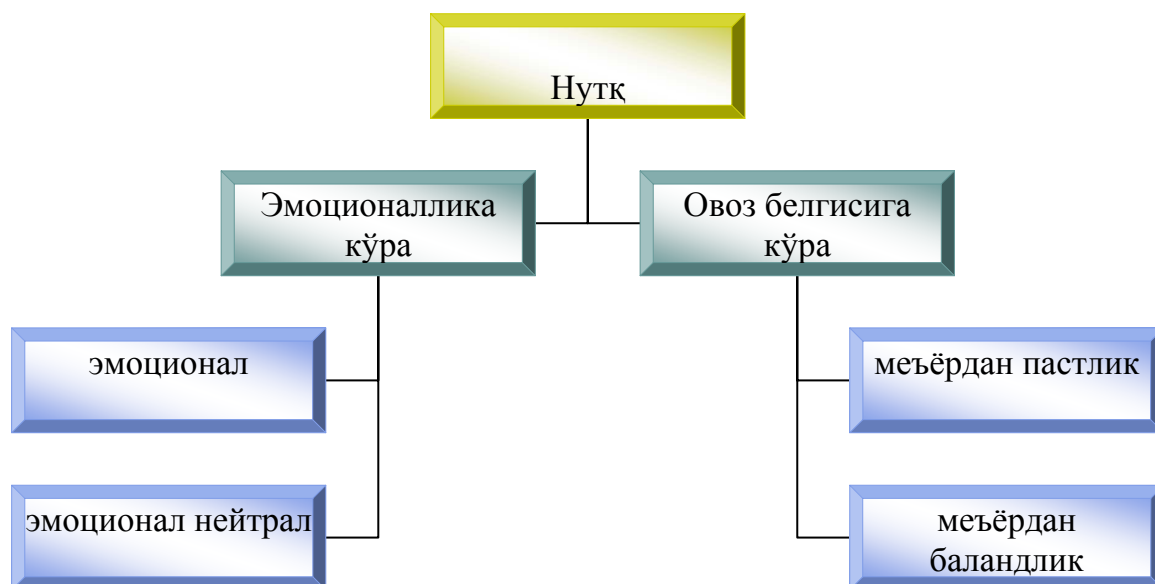 Нутқ
Эмоционаллика
кўра
Овоз белгисига
кўра
эмоционал
меъёрдан пастлик
эмоционал нейтрал
меъёрдан
баландлик